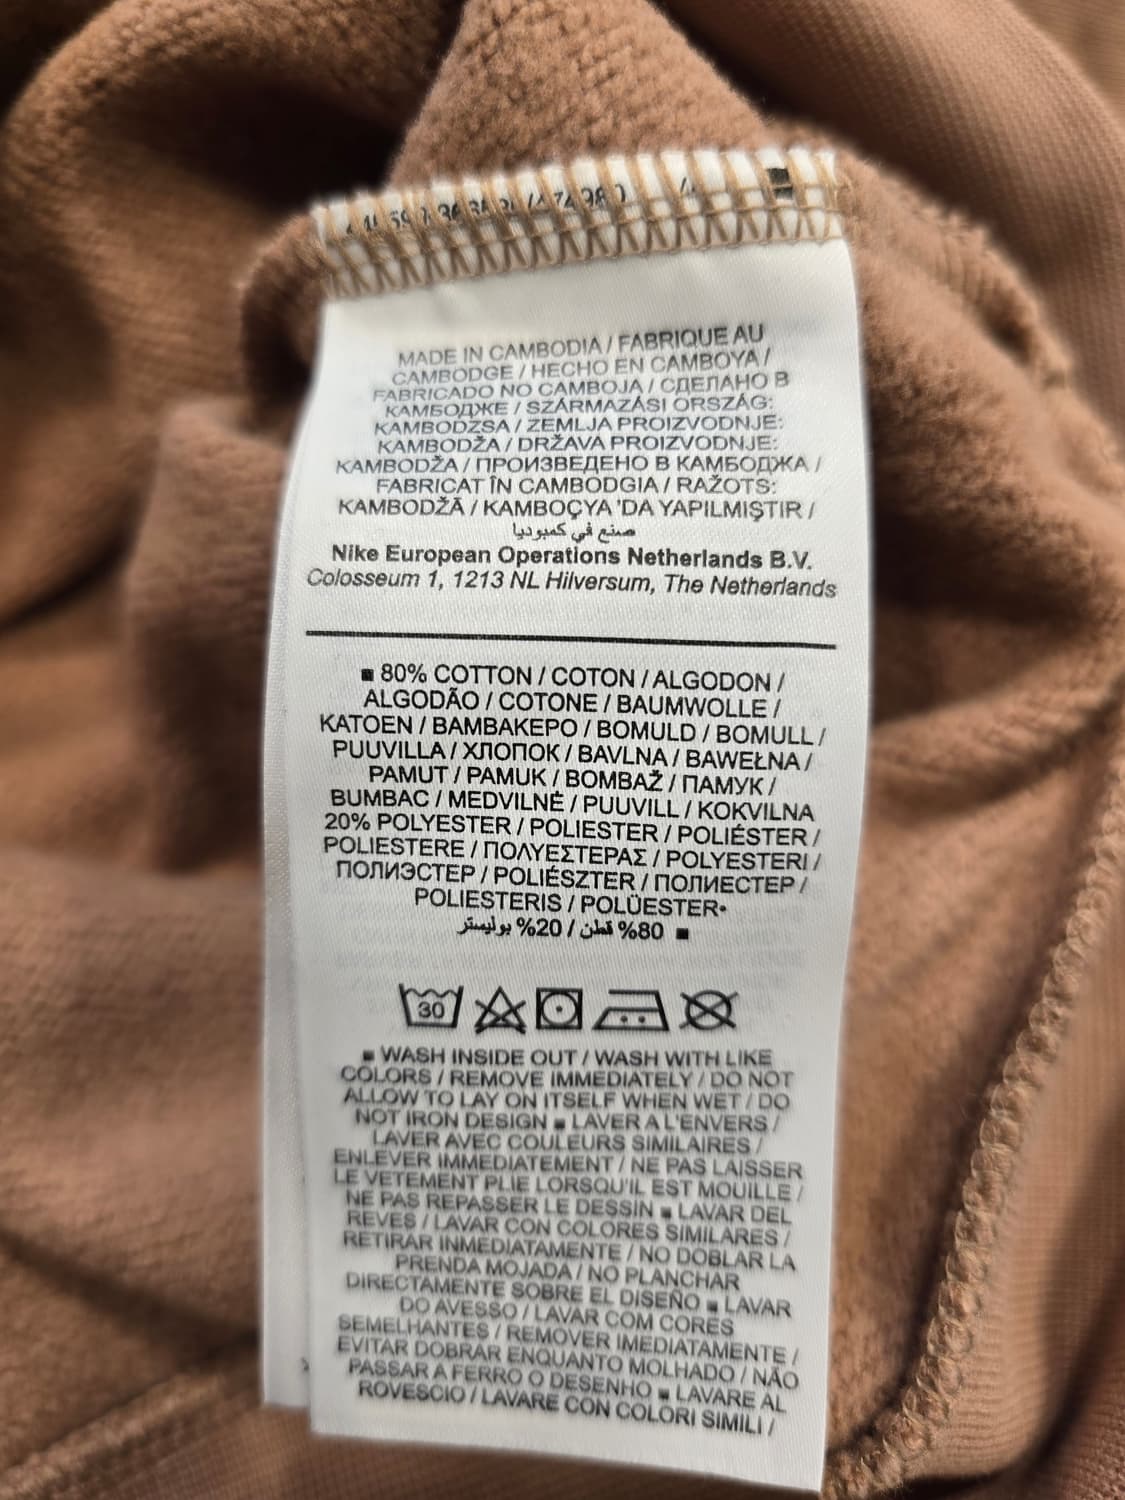 MADE IN CAMBODIA / FABRIQUE AU
CAMBODGE / HECHO EN CAMBOYA /
FABRICADO NO CAMBOJA / СДЕЛАНО В
КАМБОДЖЕ / SZÁRMAZÁSI ORSZÁG:
KAMBODZSA / ZEMLJA PROIZVODNJE:
KAMBODŽA / DRŽAVA PROIZVODNJE:
KAMBODŽA / ПРОИЗВЕДЕНО В КАМБОДЖА /
FABRICAT ÎN CAMBODGIA / RAŽOTS:
KAMBODŽĀ / KAMBOÇYA 'DA YAPILMIŞTIR /
صنع في كمبوديا
Nike European Operations Netherlands B.V.
Colosseum 1, 1213 NL Hilversum, The Netherlands
■ 80% COTTON / COTON / ALGODON /
ALGODÃO / COTONE / BAUMWOLLE /
KATOEN / ΒΑΜΒΑΚΕΡΟ / BOMULD / BOMULL /
PUUVILLA / ХЛОПОК / BAVLNA / BAWEŁNA /
PAMUT / PAMUK / BOMBAŽ / ПАМУК /
BUMBAC / MEDVILNĖ / PUUVILL / KOKVILNA
20% POLYESTER / POLIESTER / POLIÉSTER /
POLIESTERE / ΠΟΛΥΕΣΤΕΡΑΣ / POLYESTERI /
ПОЛИЭСТЕР / POLIÉSZTER / ПОЛИЕСТЕР /
POLIESTERIS / POLÜESTER•
■ 80% قطن / 20% بوليستر
30
■ WASH INSIDE OUT / WASH WITH LIKE
COLORS / REMOVE IMMEDIATELY / DO NOT
ALLOW TO LAY ON ITSELF WHEN WET / DO
NOT IRON DESIGN ■ LAVER A L'ENVERS /
LAVER AVEC COULEURS SIMILAIRES /
ENLEVER IMMEDIATEMENT / NE PAS LAISSER
LE VETEMENT PLIE LORSQU'IL EST MOUILLE /
NE PAS REPASSER LE DESSIN ■ LAVAR DEL
REVES / LAVAR CON COLORES SIMILARES /
RETIRAR INMEDIATAMENTE / NO DOBLAR LA
PRENDA MOJADA / NO PLANCHAR
DIRECTAMENTE SOBRE EL DISEÑO ■ LAVAR
DO AVESSO / LAVAR COM CORES
SEMELHANTES / REMOVER IMEDIATAMENTE /
EVITAR DOBRAR ENQUANTO MOLHADO / NÃO
PASSAR A FERRO O DESENHO ■ LAVARE AL
ROVESCIO / LAVARE CON COLORI SIMILI /